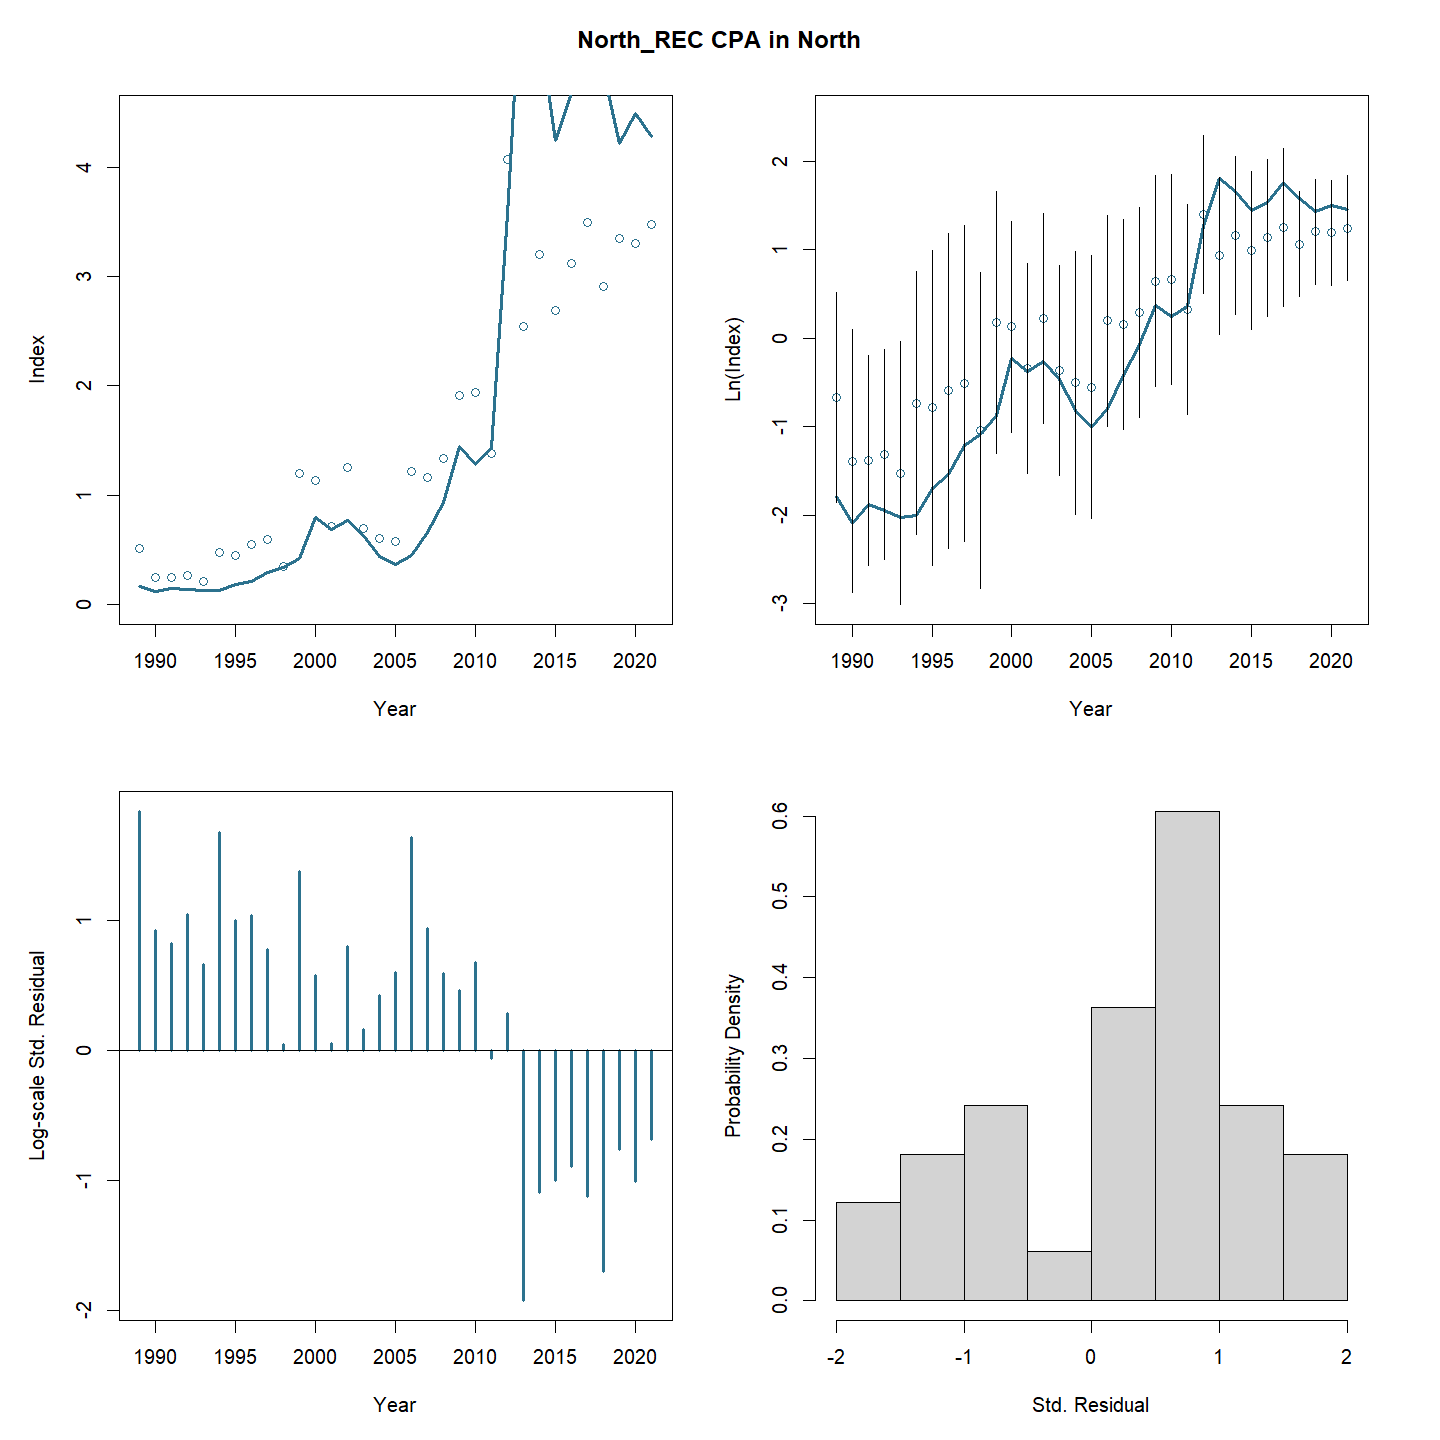 North_REC CPA in North
Index
4
3
2
1
0
1990 1995 2000 2005 2010 2015 2020
Year
Ln(Index)
2
1
0
-1
-2
-3
1990 1995 2000 2005 2010 2015 2020
Year
Log-scale Std. Residual
1
0
-1
-2
1990 1995 2000 2005 2010 2015 2020
Year
Probability Density
0.6
0.5
0.4
0.3
0.2
0.1
0.0
-2 -1 0 1 2
Std. Residual